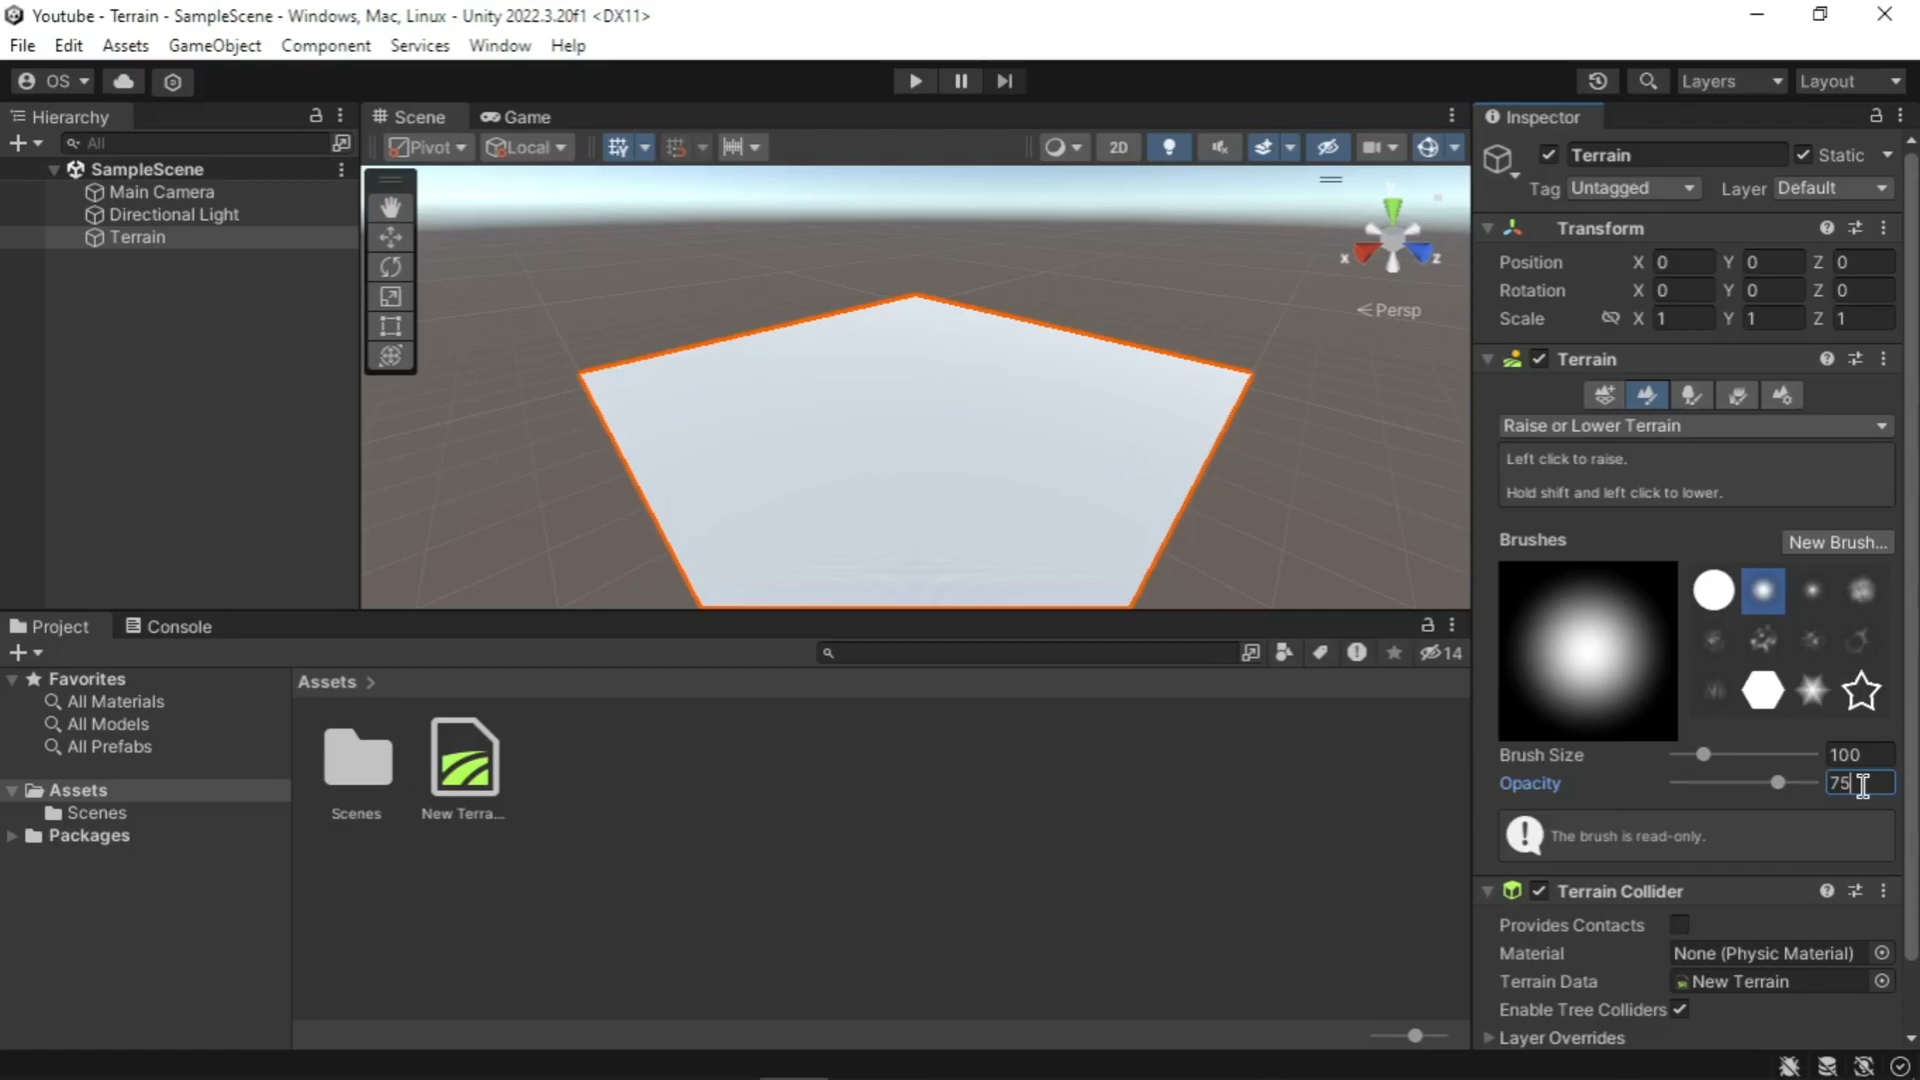 Youtube - Terrain - SampleScene - Windows, Mac, Linux - Unity 2022.3.20f1 <DX11>
File Edit Assets GameObject Component Services Window Help
OS
Layers
Layout
Hierarchy
All
SampleScene
Main Camera
Directional Light
Terrain
Scene
Game
Pivot
Local
2D
x
z
Persp
Inspector
Terrain
Static
Tag Untagged
Layer Default
Transform
Position X 0 Y 0 Z 0
Rotation X 0 Y 0 Z 0
Scale X 1 Y 1 Z 1
Terrain
Raise or Lower Terrain
Left click to raise.
Hold shift and left click to lower.
Brushes
New Brush...
Brush Size 100
Opacity 75
The brush is read-only.
Terrain Collider
Provides Contacts
Material None (Physic Material)
Terrain Data New Terrain
Enable Tree Colliders
Layer Overrides
Project
Console
14
Favorites
All Materials
All Models
All Prefabs
Assets
Scenes
Packages
Assets >
Scenes
New Terra...